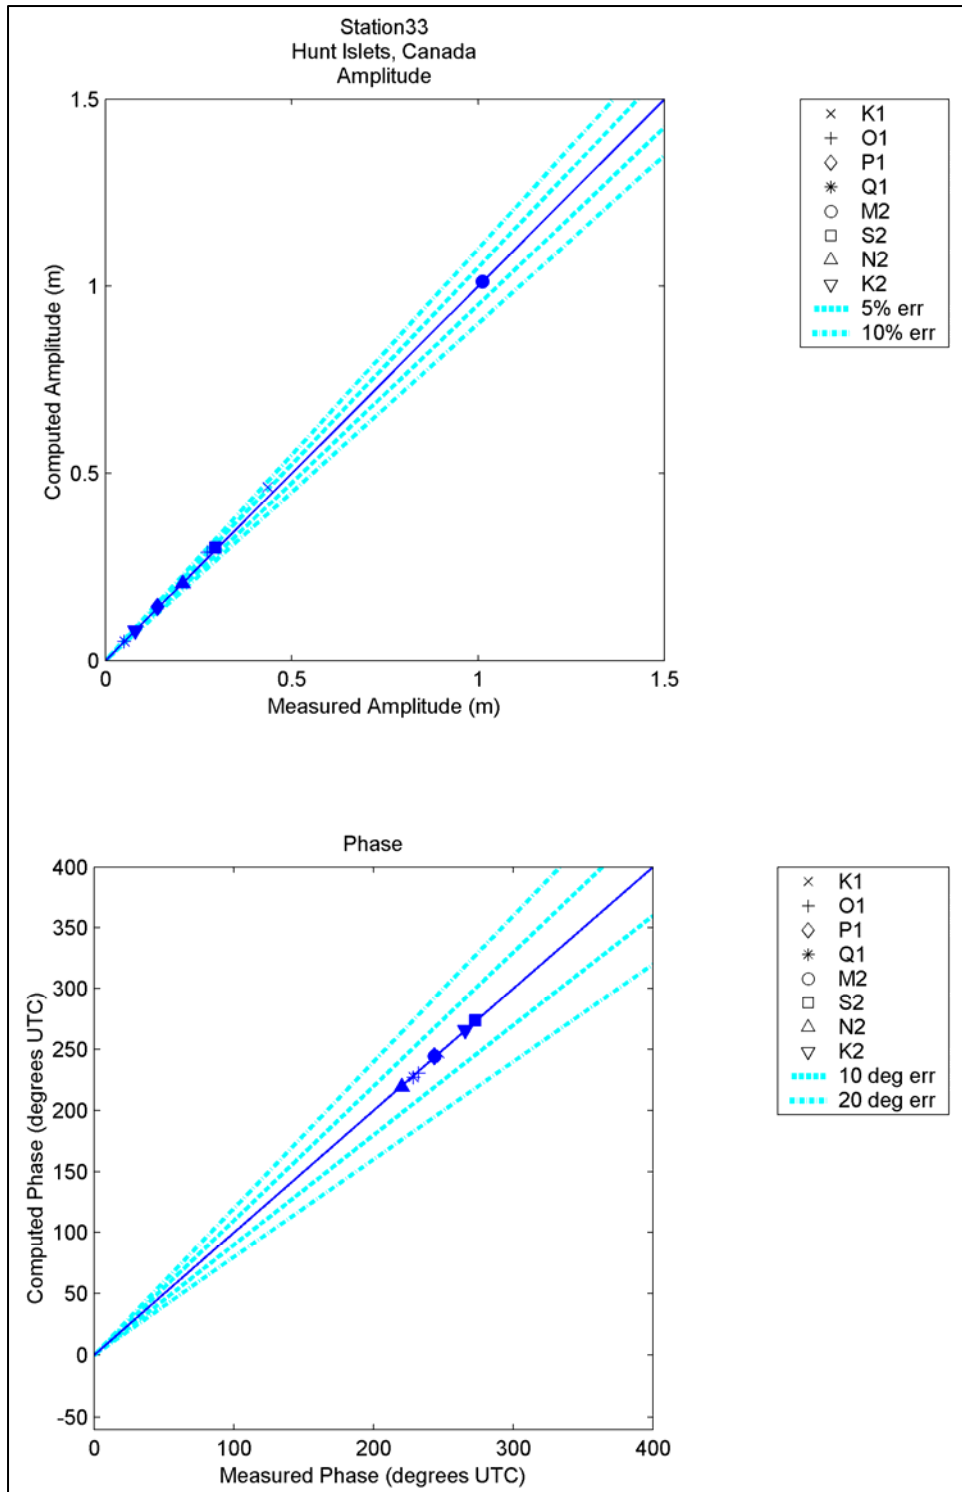 Station33
Hunt Islets, Canada
Amplitude
1.5
1
0.5
0
Computed Amplitude (m)
0
0.5
1
1.5
Measured Amplitude (m)
K1
O1
P1
Q1
M2
S2
N2
K2
5% err
10% err
Phase
400
350
300
250
200
150
100
50
0
-50
Computed Phase (degrees UTC)
0
100
200
300
400
Measured Phase (degrees UTC)
K1
O1
P1
Q1
M2
S2
N2
K2
10 deg err
20 deg err